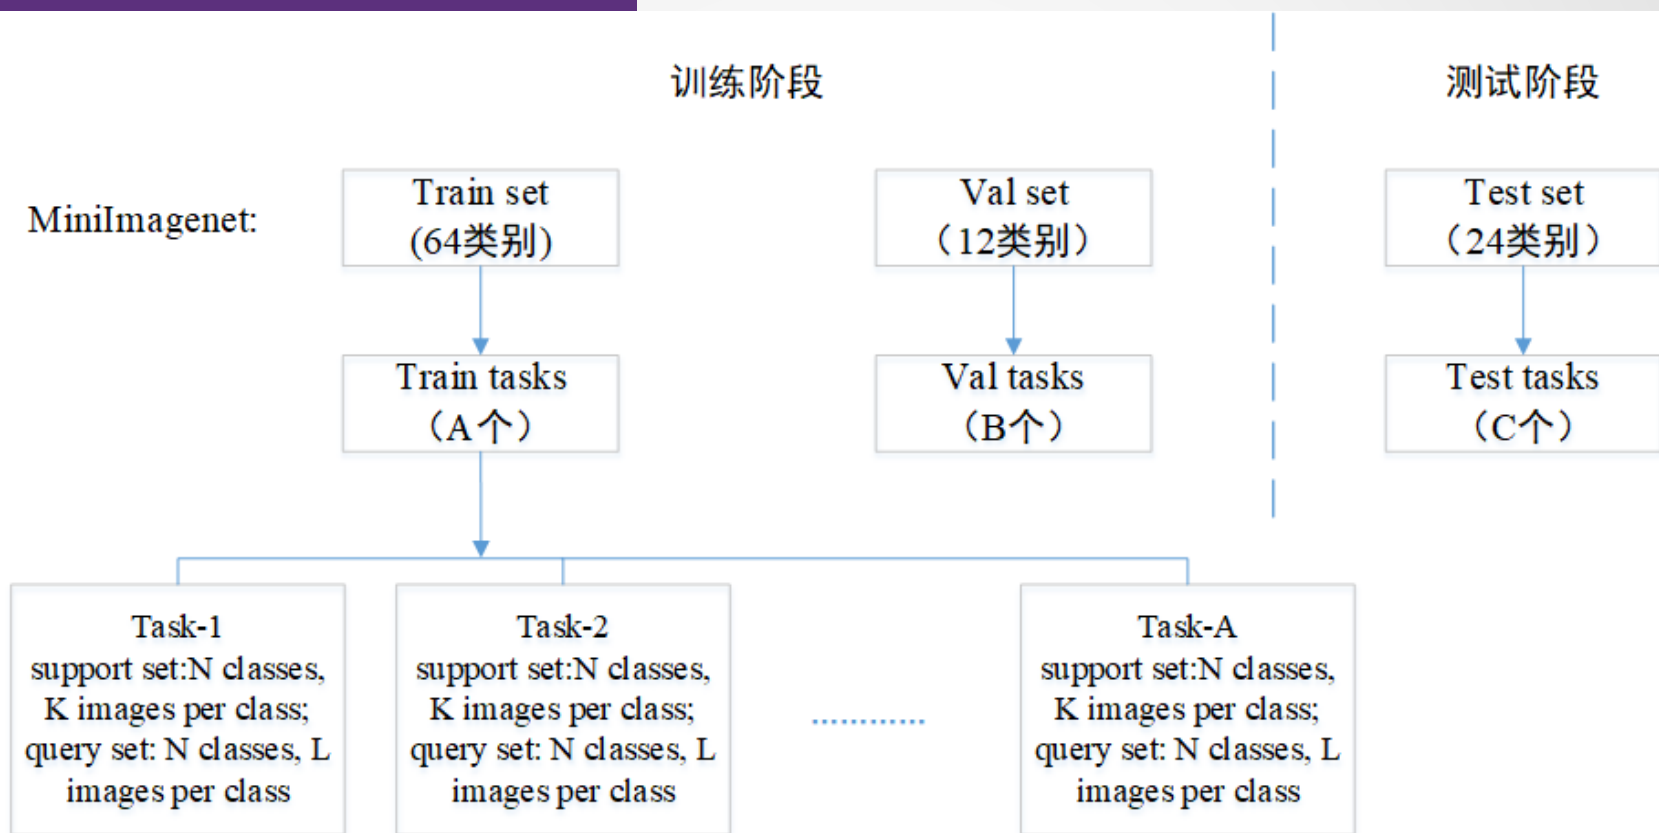 训练阶段
测试阶段
MiniImagenet:
Train set
(64类别)
Val set
（12类别）
Test set
（24类别）
Train tasks
（A个）
Val tasks
（B个）
Test tasks
（C个）
Task-1
support set:N classes,
K images per class;
query set: N classes, L
images per class
Task-2
support set:N classes,
K images per class;
query set: N classes, L
images per class
............
Task-A
support set:N classes,
K images per class;
query set: N classes, L
images per class